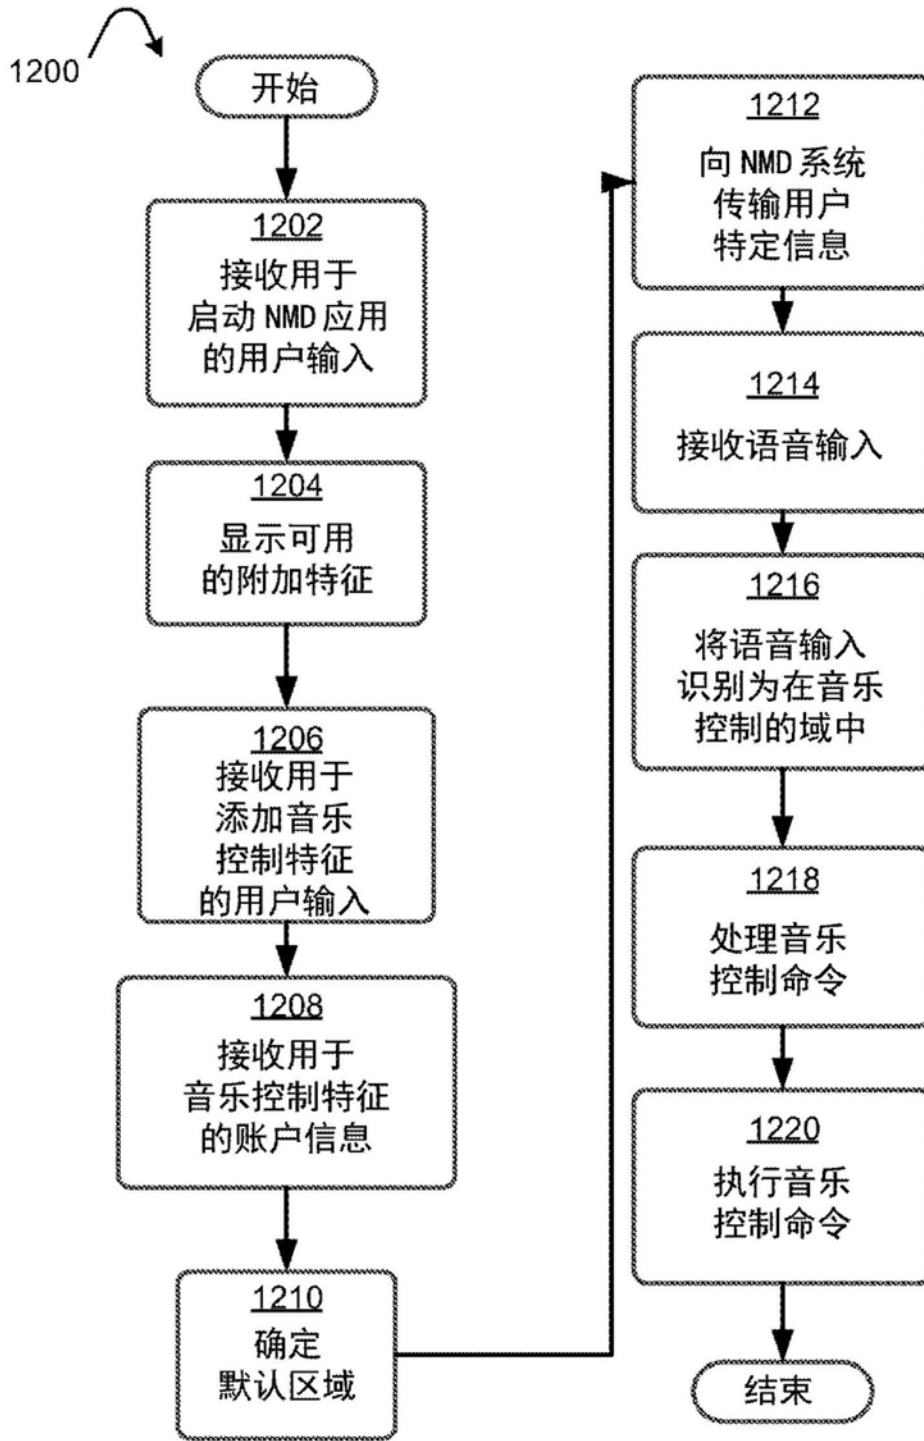 1200
开始
1202
接收用于
启动 NMD 应用
的用户输入
1204
显示可用
的附加特征
1206
接收用于
添加音乐
控制特征
的用户输入
1208
接收用于
音乐控制特征
的账户信息
1210
确定
默认区域
1212
向 NMD 系统
传输用户
特定信息
1214
接收语音输入
1216
将语音输入
识别为在音乐
控制的域中
1218
处理音乐
控制命令
1220
执行音乐
控制命令
结束